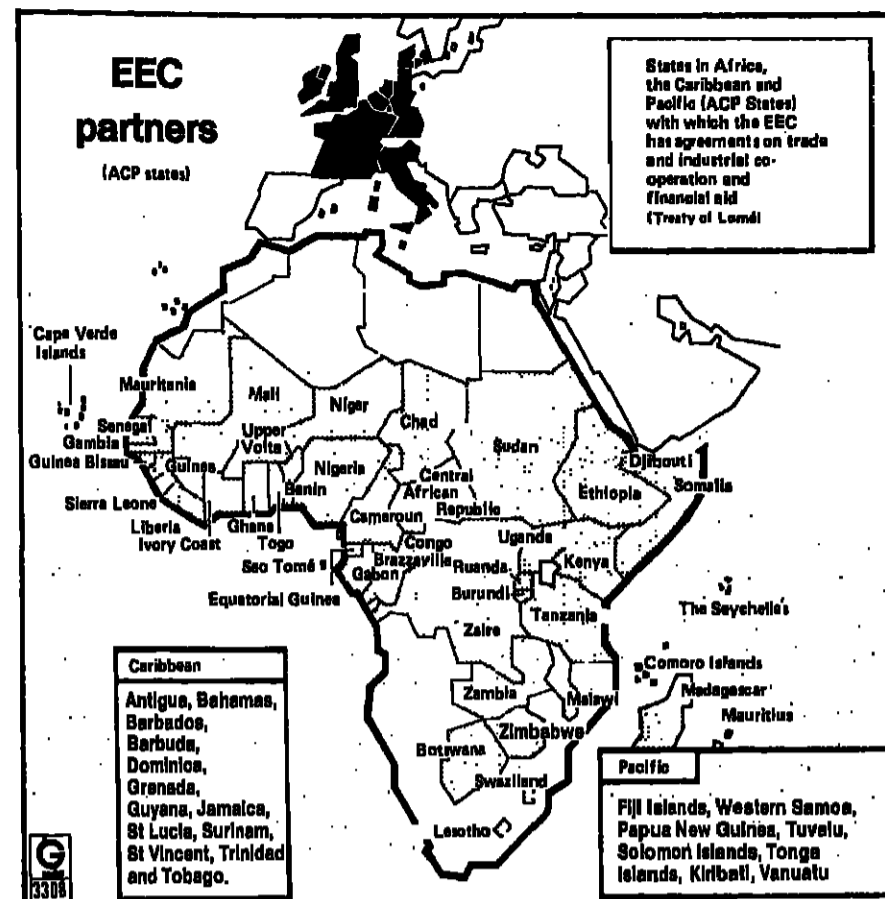 EEC
partners
(ACP states)
States in Africa,
the Caribbean and
Pacific (ACP States)
with which the EEC
has agreements on trade
and industrial co-
operation and
financial aid
(Treaty of Lomé)
Cape Verde
Islands
Mauritania
Mali
Niger
Chad
Senegal
Gambia
Guinea Bissau
Guinea
Upper
Volta
Nigeria
Benin
Sudan
Central
African
Republic
Djibouti
Somalia
Ethiopia
Sierra Leone
Liberia
Ivory Coast
Ghana
Togo
Cameroun
Congo
Brazzaville
Sao Tomé
Gabon
Equatorial Guinea
Uganda
Ruanda
Kenya
Burundi
Tanzania
The Seychelles
Zaire
Comoro Islands
Madagascar
Mauritius
Zambia
Malawi
Zimbabwe
Botswana
Swaziland
Lesotho
Caribbean
Antigua, Bahamas,
Barbados,
Barbuda,
Dominica,
Grenada,
Guyana, Jamaica,
St Lucia, Surinam,
St Vincent, Trinidad
and Tobago.
Pacific
Fiji Islands, Western Samoa,
Papua New Guinea, Tuvalu,
Solomon Islands, Tonga
Islands, Kiribati, Vanuatu
G
3308